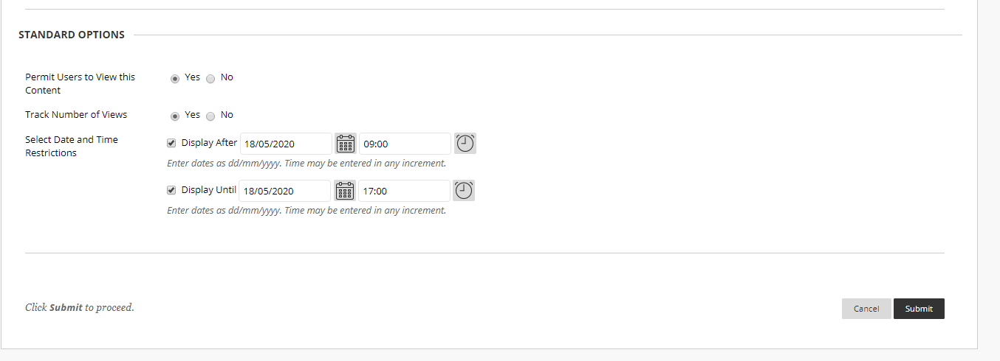 STANDARD OPTIONS
Permit Users to View this
Content
Yes No
Track Number of Views
Yes No
Select Date and Time
Restrictions
Display After 18/05/2020 09:00
Enter dates as dd/mm/yyyy. Time may be entered in any increment.
Display Until 18/05/2020 17:00
Enter dates as dd/mm/yyyy. Time may be entered in any increment.
Click Submit to proceed.
Cancel Submit